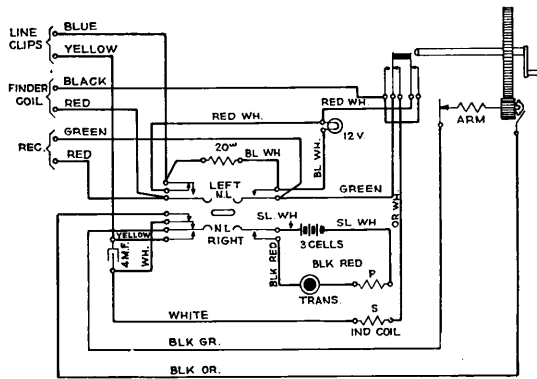 LINE CLIPS
BLUE
YELLOW
FINDER COIL
BLACK
RED
REC.
GREEN
RED
RED WH.
20ω
BL WH
BL WH.
RED WH.
12 V.
ARM
LEFT
N.L
GREEN
OR WH.
N L
RIGHT
YELLOW
4 M.F.
WH.
SL. WH
SL WH
3 CELLS
BLK RED
BLK RED
TRANS.
P
S
IND COIL
WHITE
BLK GR.
BLK OR.